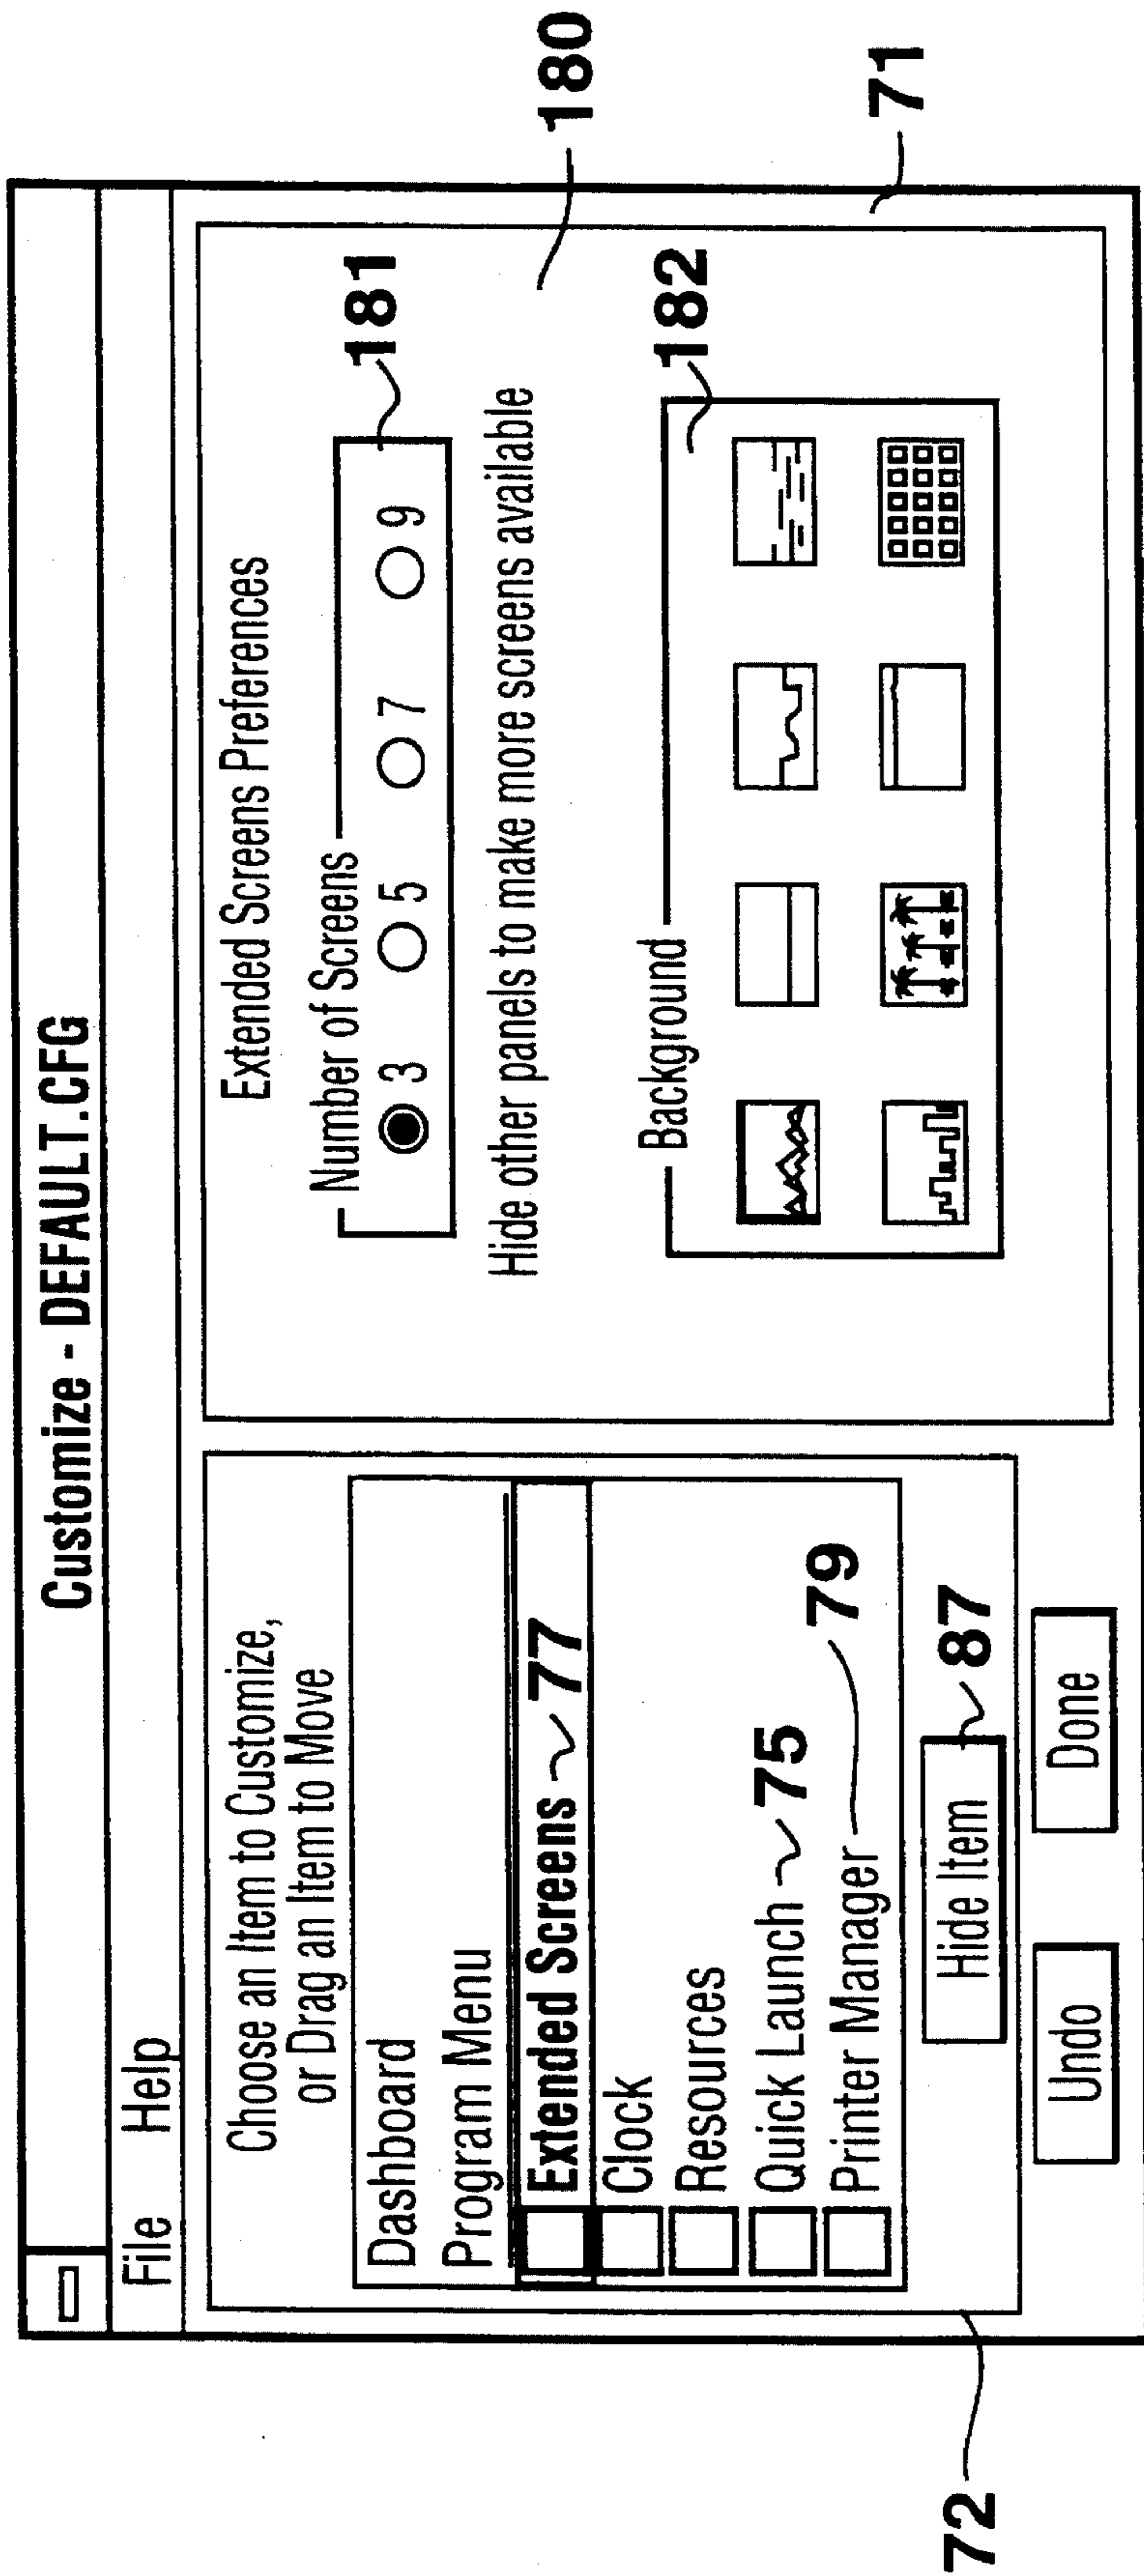 Customize - DEFAULT.CFG
File Help
Choose an Item to Customize,
or Drag an Item to Move
Dashboard
Program Menu
Extended Screens 77
Clock
Resources
Quick Launch 75
Printer Manager 79
Hide Item 87
Undo Done
72
Extended Screens Preferences
Number of Screens
3 5 7 9
181
Hide other panels to make more screens available
180
Background
182
71